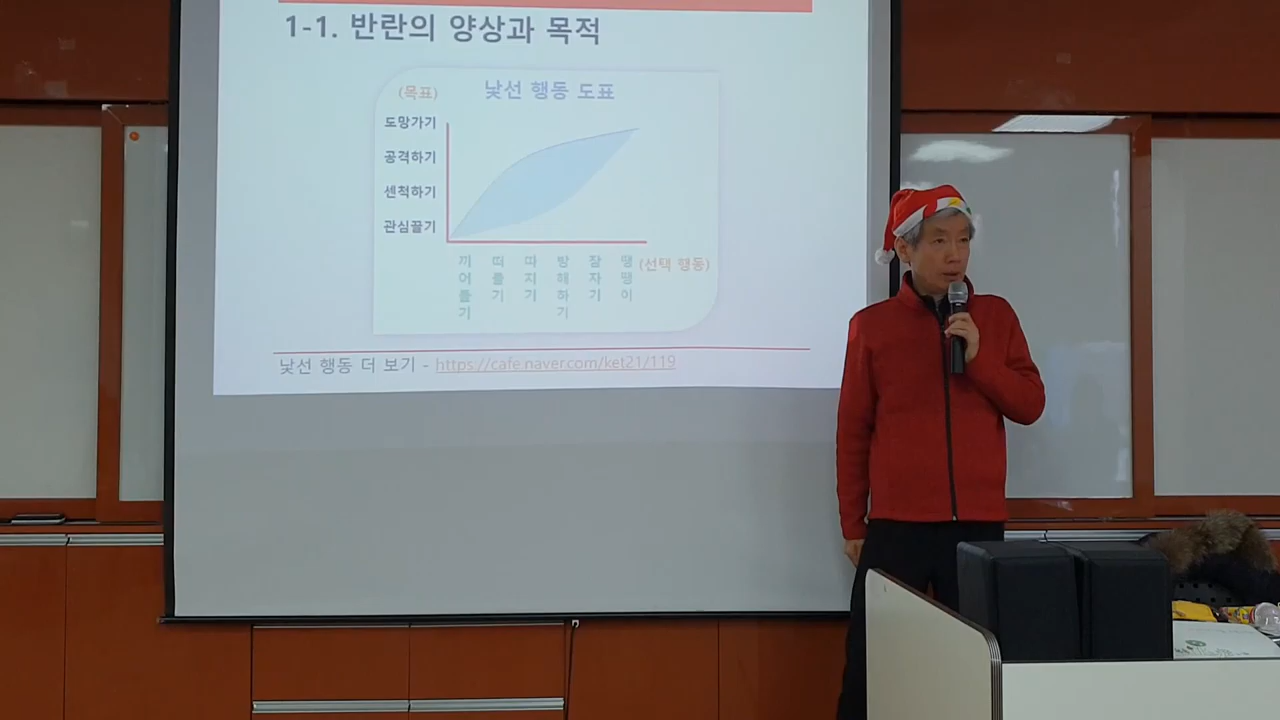 1-1. 반란의 양상과 목적
(목표)
낯선 행동 도표
도망가기
공격하기
센척하기
관심끌기
끼어들기
떠들기
따지기
방해하기
잠자기
땡땡이
(선택 행동)
낯선 행동 더 보기 - https://cafe.naver.com/ket21/119